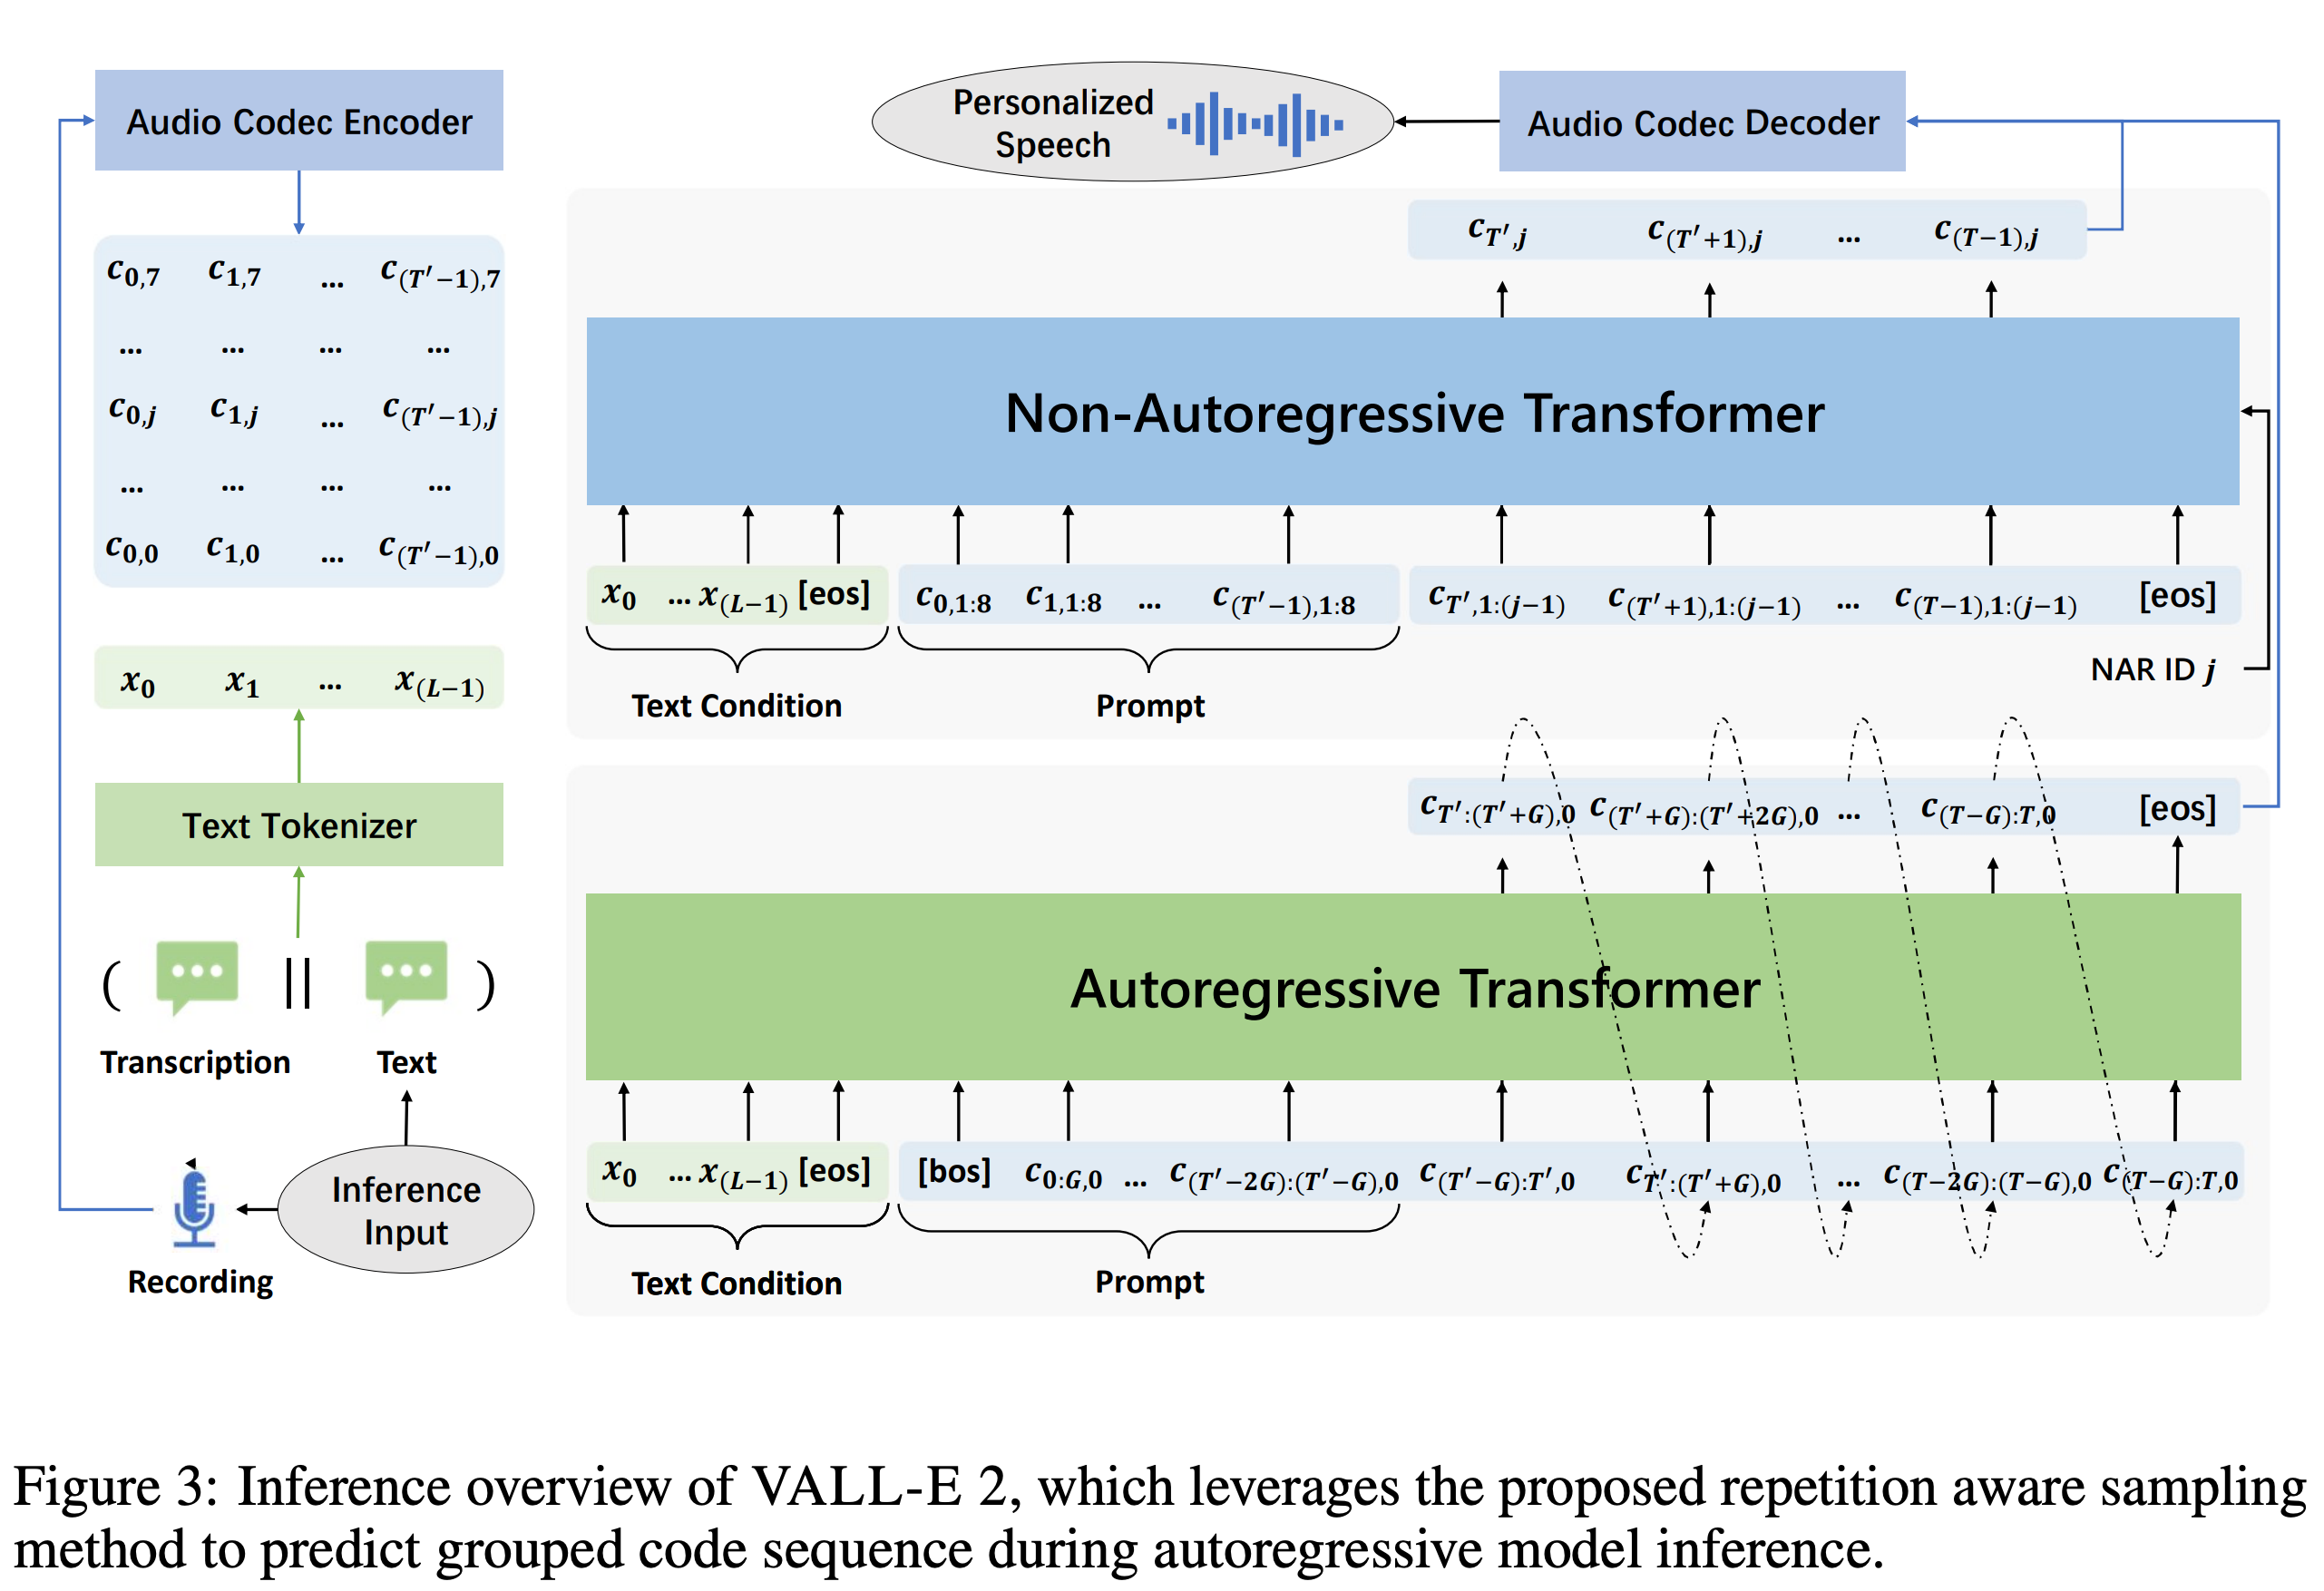 Audio Codec Encoder
c_{0,7} c_{1,7} ... c_{(T′−1),7}
... ... ... ...
c_{0,j} c_{1,j} ... c_{(T′−1),j}
... ... ... ...
c_{0,0} c_{1,0} ... c_{(T′−1),0}
x_0 x_1 ... x_{(L−1)}
Text Tokenizer
( || )
Transcription Text
Inference
Input
Recording
Personalized
Speech
Audio Codec Decoder
c_{T′,j} c_{(T′+1),j} ... c_{(T−1),j}
Non-Autoregressive Transformer
x_0 ... x_{(L−1)} [eos] c_{0,1:8} c_{1,1:8} ... c_{(T′−1),1:8} c_{T′,1:(j−1)} c_{(T′+1),1:(j−1)} ... c_{(T−1),1:(j−1)} [eos]
NAR ID j
Text Condition Prompt
c_{T′:(T′+G),0} c_{(T′+G):(T′+2G),0} ... c_{(T−G):T,0} [eos]
Autoregressive Transformer
x_0 ... x_{(L−1)} [eos] [bos] c_{0:G,0} ... c_{(T′−2G):(T′−G),0} c_{(T′−G):T′,0} c_{T′:(T′+G),0} ... c_{(T−2G):(T−G),0} c_{(T−G):T,0}
Text Condition Prompt
Figure 3: Inference overview of VALL-E 2, which leverages the proposed repetition aware sampling
method to predict grouped code sequence during autoregressive model inference.